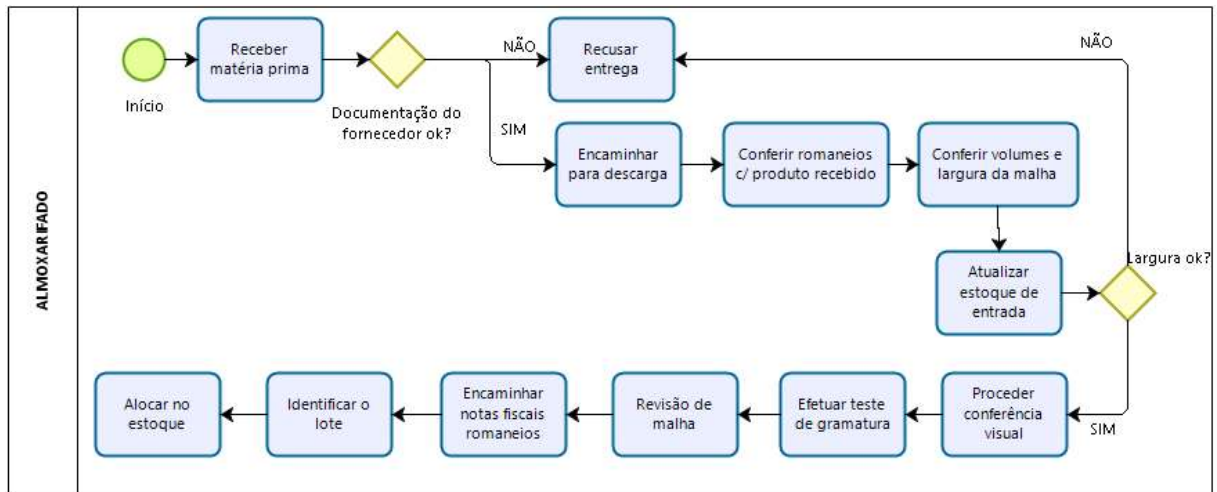 ALMOXARIFADO
Início
Receber
matéria prima
Documentação do
fornecedor ok?
NÃO
Recusar
entrega
NÃO
SIM
Encaminhar
para descarga
Conferir romaneios
c/ produto recebido
Conferir volumes e
largura da malha
Atualizar
estoque de
entrada
Largura ok?
SIM
Proceder
conferência
visual
Efetuar teste
de gramatura
Revisão de
malha
Encaminhar
notas fiscais
romaneios
Identificar o
lote
Alocar no
estoque